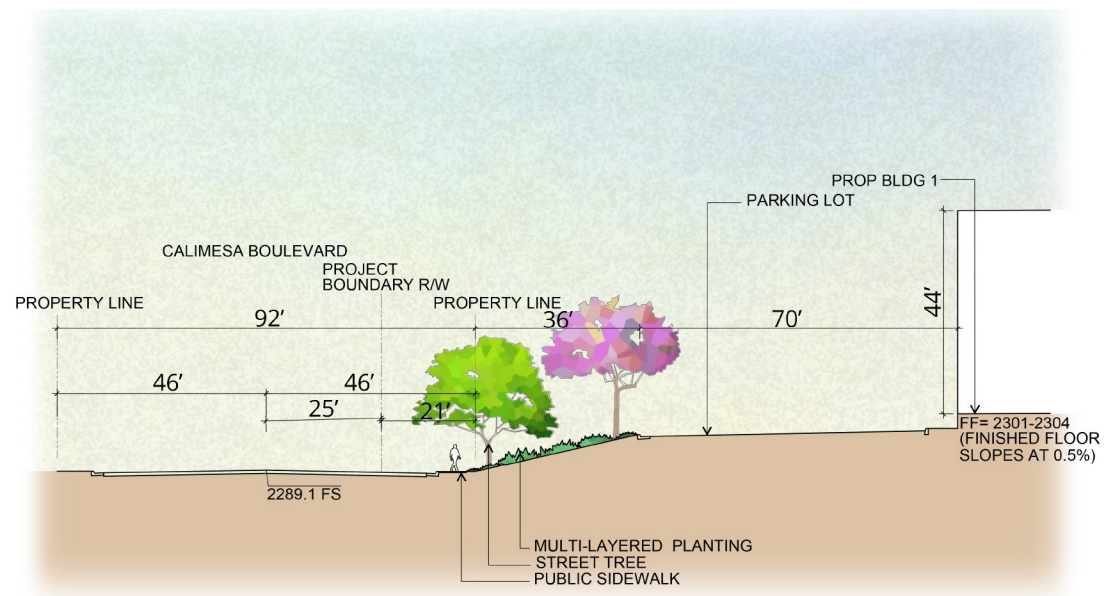 PROP BLDG 1
PARKING LOT
CALIMESA BOULEVARD
PROJECT
BOUNDARY R/W
PROPERTY LINE
PROPERTY LINE
92'
36'
70'
44'
46'
46'
25'
21'
FF= 2301-2304
(FINISHED FLOOR
SLOPES AT 0.5%)
2289.1 FS
MULTI-LAYERED PLANTING
STREET TREE
PUBLIC SIDEWALK